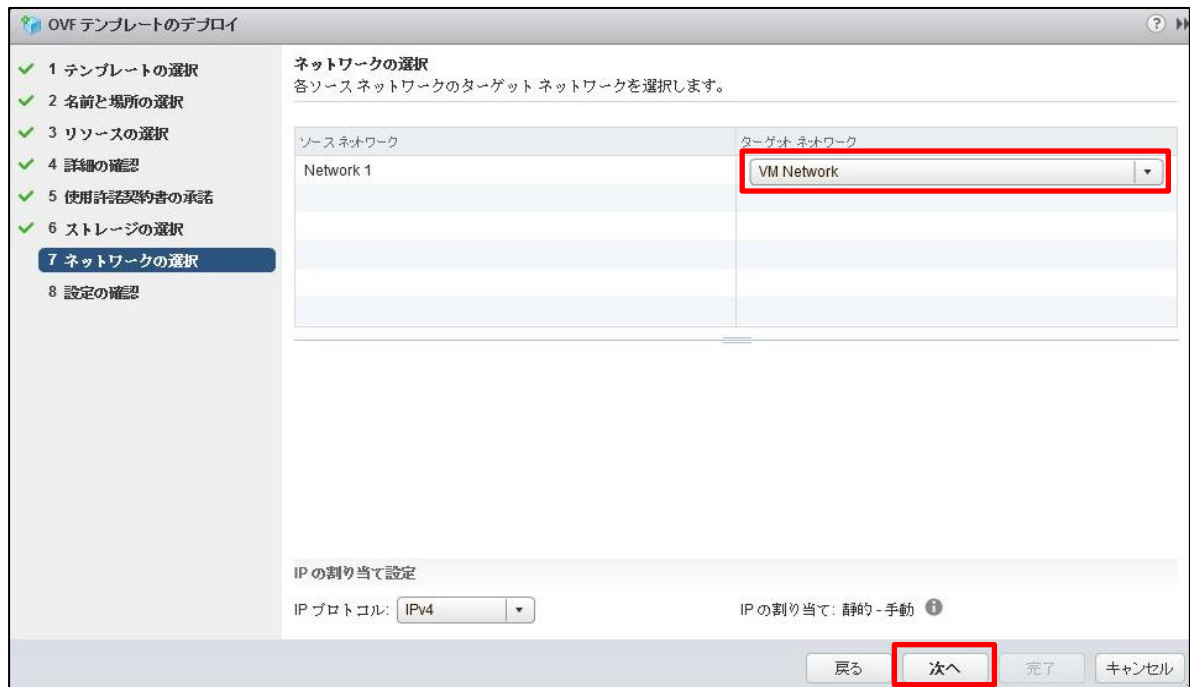 OVF テンプレートのデプロイ
1 テンプレートの選択
2 名前と場所の選択
3 リソースの選択
4 詳細の確認
5 使用許諾契約書の承諾
6 ストレージの選択
7 ネットワークの選択
8 設定の確認
ネットワークの選択
各ソース ネットワークのターゲット ネットワークを選択します。
ソース ネットワーク
ターゲット ネットワーク
Network 1
VM Network
IP の割り当て設定
IP プロトコル: IPv4
IP の割り当て: 静的 - 手動
戻る
次へ
完了
キャンセル